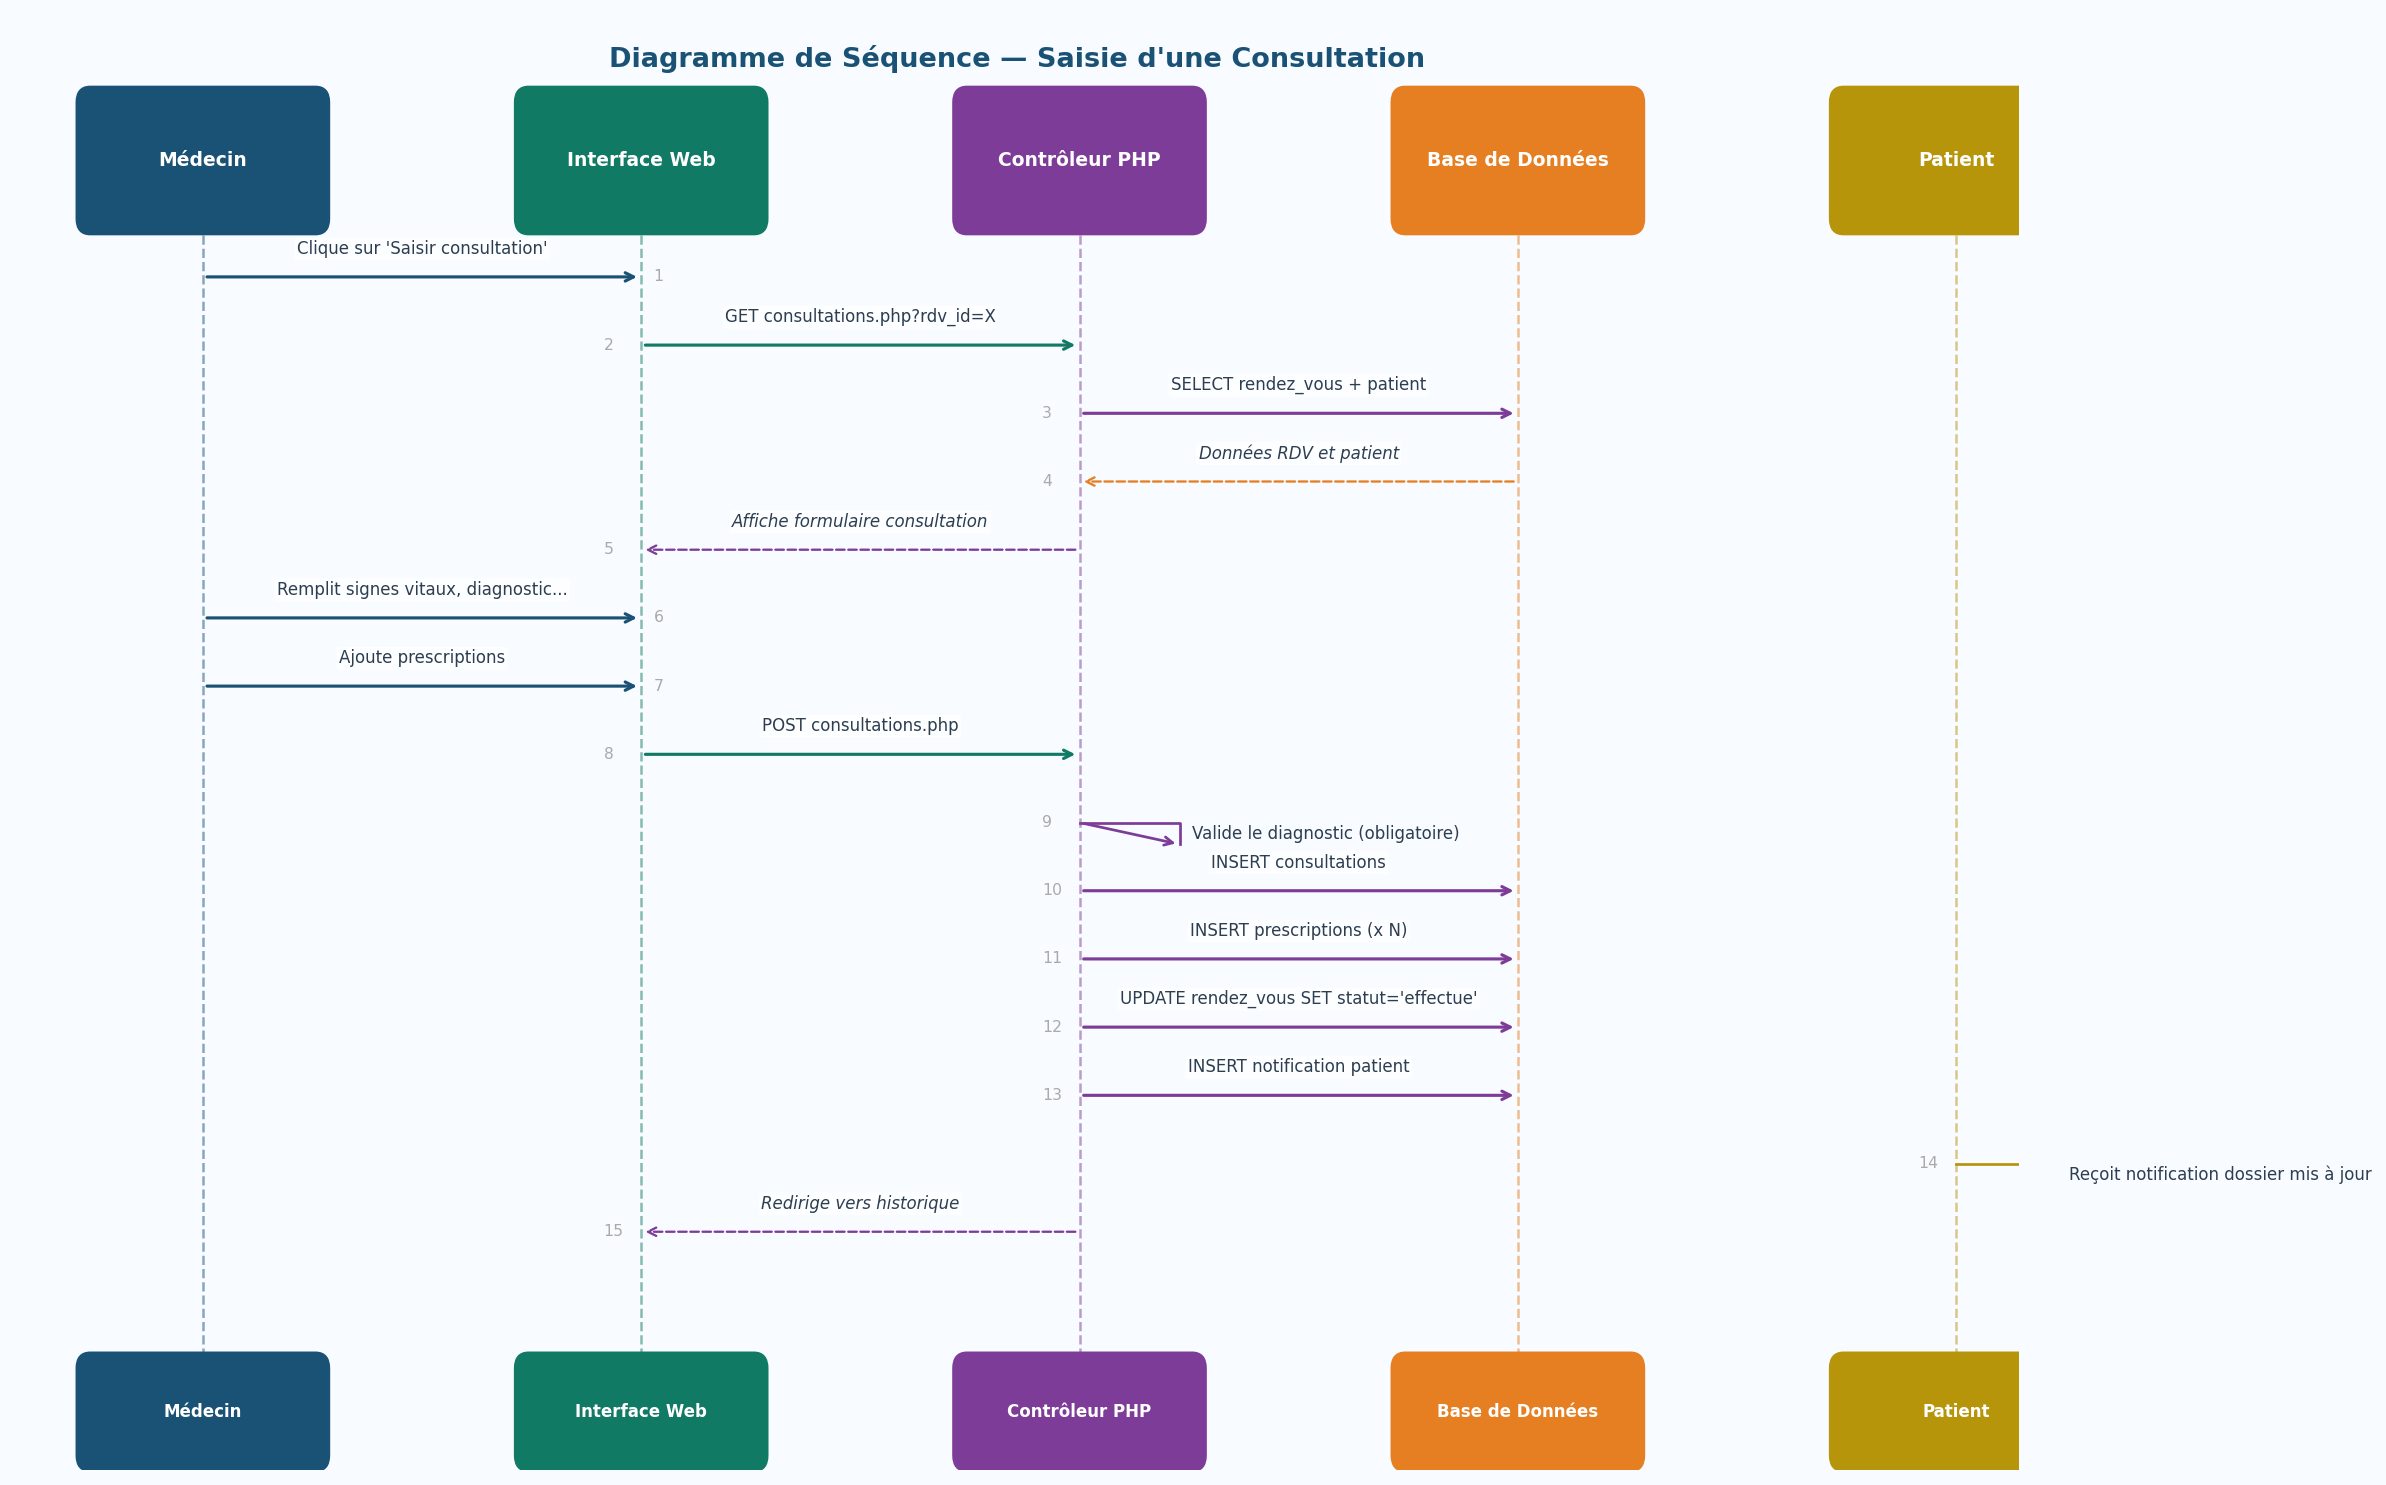 Diagramme de Séquence — Saisie d'une Consultation
Médecin
Interface Web
Contrôleur PHP
Base de Données
Patient
Clique sur 'Saisir consultation'
1
GET consultations.php?rdv_id=X
2
SELECT rendez_vous + patient
3
Données RDV et patient
4
Affiche formulaire consultation
5
Remplit signes vitaux, diagnostic...
6
Ajoute prescriptions
7
POST consultations.php
8
9
Valide le diagnostic (obligatoire)
INSERT consultations
10
INSERT prescriptions (x N)
11
UPDATE rendez_vous SET statut='effectue'
12
INSERT notification patient
13
14
Reçoit notification dossier mis à jour
Redirige vers historique
15
Médecin
Interface Web
Contrôleur PHP
Base de Données
Patient